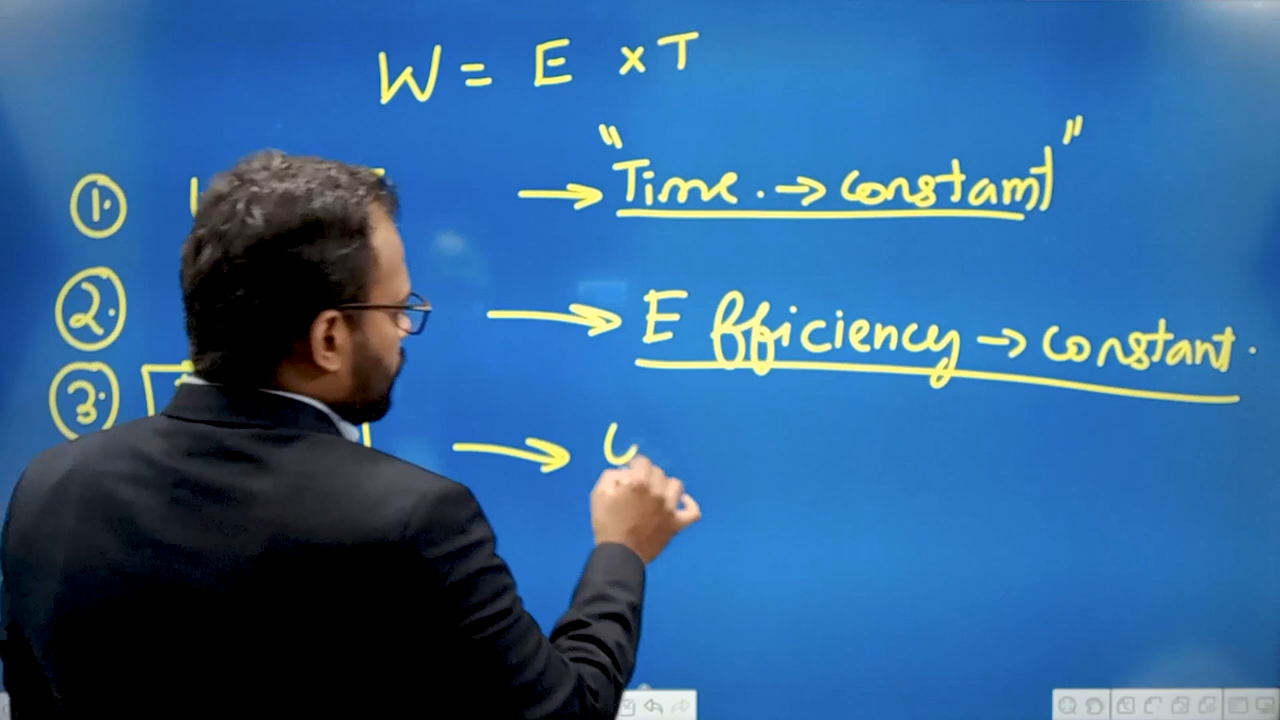 W = E × T
①. → "Time. → constant"
②. → Efficiency → constant.
③. →